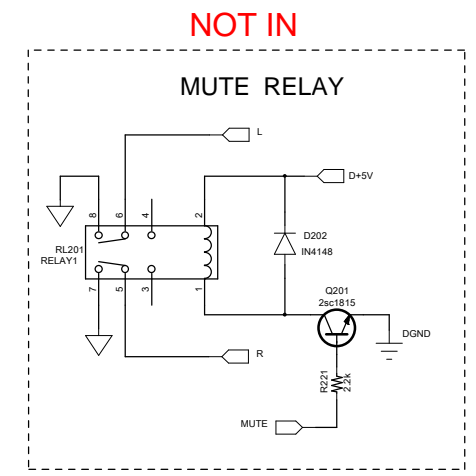 NOT IN
MUTE RELAY
L
D+5V
8 6 4 2
RL201
RELAY1
D202
IN4148
7 5 3 1
Q201
2sc1815
DGND
R
R221
2.2k
MUTE